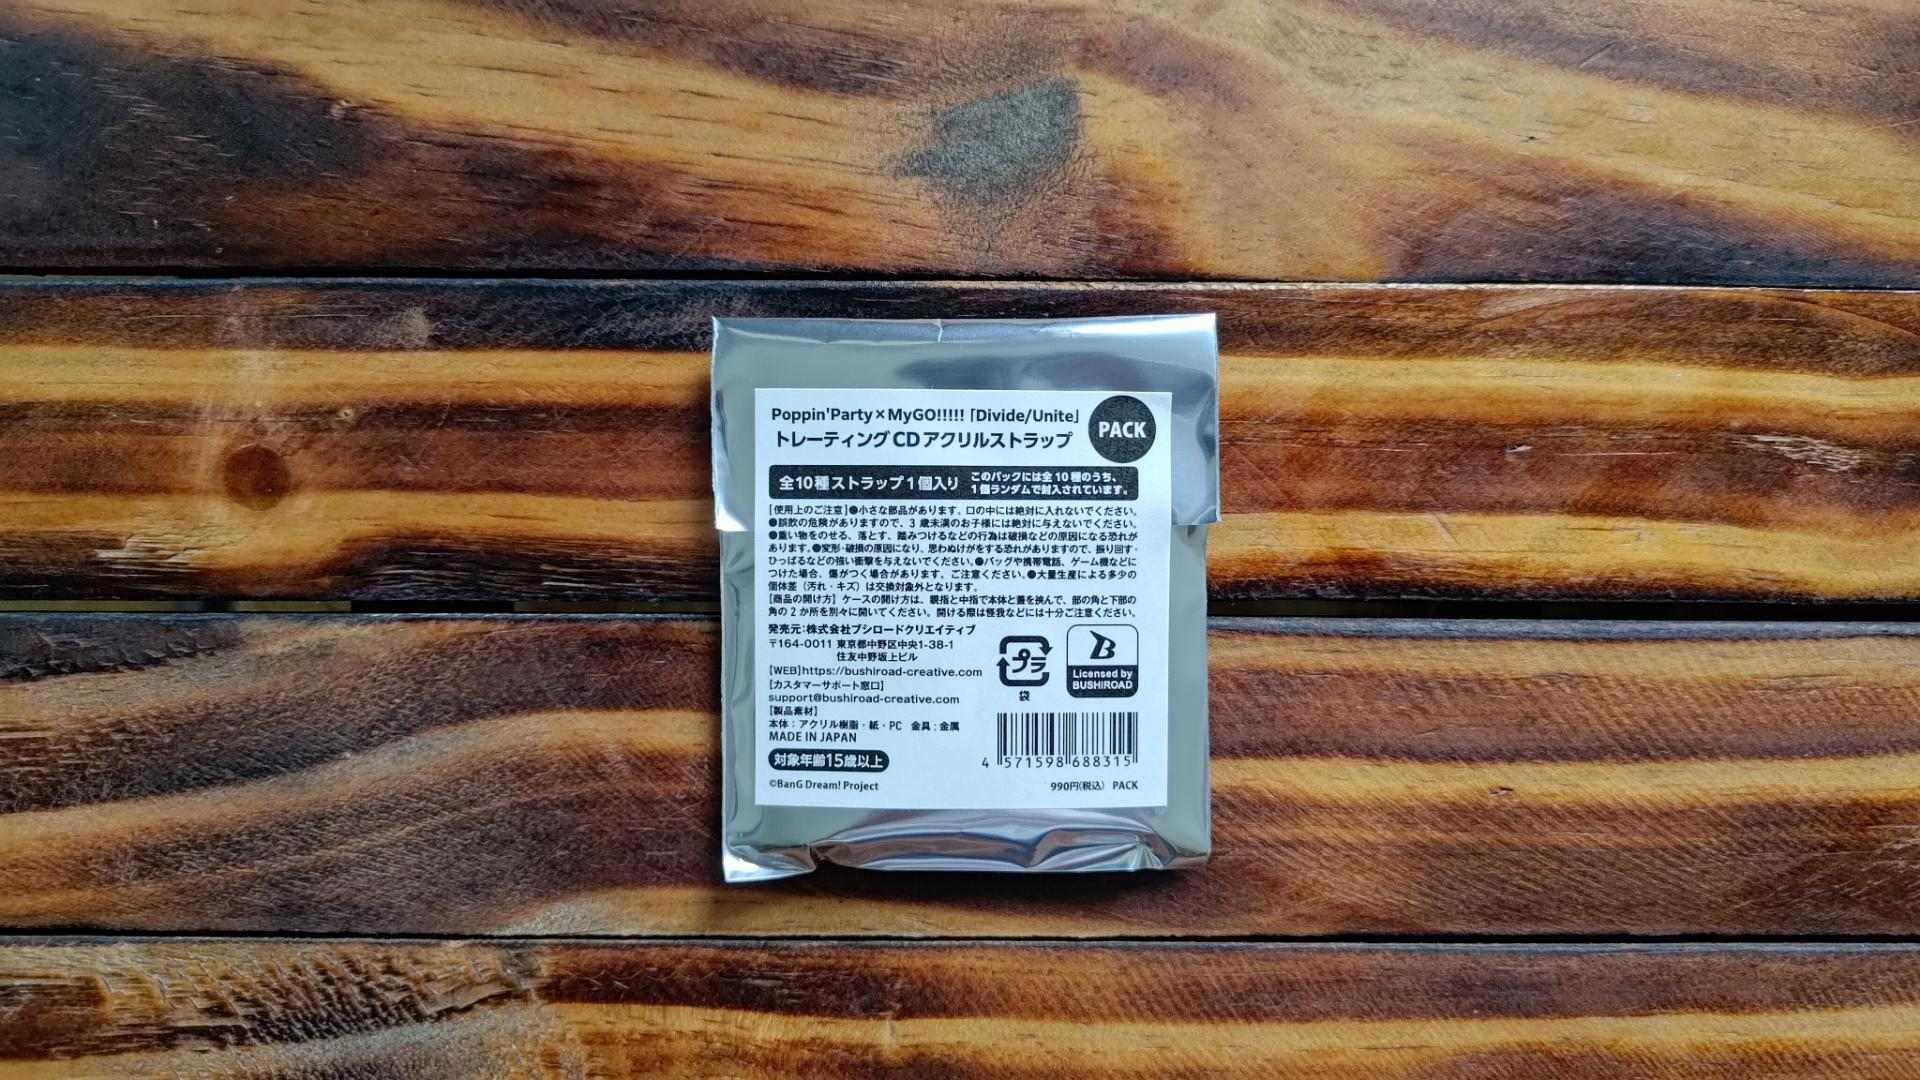 Poppin'Party×MyGO!!!!!「Divide/Unite」
トレーティングCDアクリルストラップ
PACK
全10種ストラップ1個入り
このパックには全10種のうち、
1個ランダムで封入されています。
[使用上のご注意]●小さな部品があります。口の中には絶対に入れないでください。
●誤飲の危険がありますので、3歳未満のお子様には絶対に与えないでください。
●重い物をのせる、落とす、踏みつけるなどの行為は破損などの原因になる恐れが
あります。●変形・破損の原因になり、思わぬけがをする恐れがありますので、振り回す・
ひっぱるなどの強い衝撃を与えないでください。●バッグや携帯電話、ゲーム機などに
つけた場合、傷がつく場合があります。ご注意ください。●大量生産による多少の
個体差（汚れ・キズ）は交換対象外となります。
[商品の開け方] ケースの開け方は、親指と中指で本体と蓋を挟んで、部の角と下部の
角の2か所を別々に開いてください。開ける際は怪我などには十分ご注意ください。
発売元:株式会社ブシロードクリエイティブ
〒164-0011 東京都中野区中央1-38-1
住友中野坂上ビル
[WEB]https://bushiroad-creative.com
[カスタマーサポート窓口]
support@bushiroad-creative.com
[製品素材]
本体：アクリル樹脂・紙・PC 金具:金属
MADE IN JAPAN
対象年齢15歳以上
©BanG Dream! Project
プラ
袋
B
Licensed by
BUSHIROAD
4 571598 688315
990円(税込) PACK